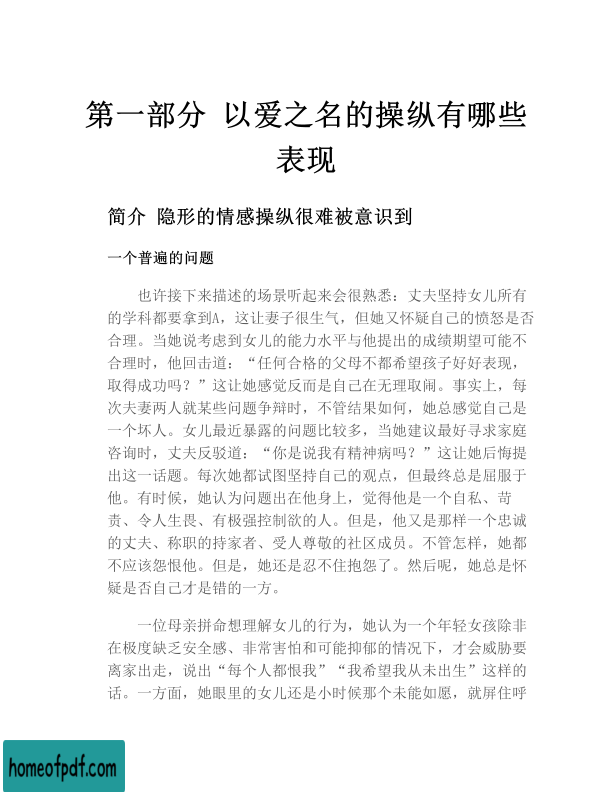 第一部分 以爱之名的操纵有哪些
表现
简介 隐形的情感操纵很难被意识到
一个普遍的问题
也许接下来描述的场景听起来会很熟悉：丈夫坚持女儿所有
的学科都要拿到A，这让妻子很生气，但她又怀疑自己的愤怒是否
合理。当她说考虑到女儿的能力水平与他提出的成绩期望可能不
合理时，他回击道：“任何合格的父母不都希望孩子好好表现，
取得成功吗？”这让她感觉反而是自己在无理取闹。事实上，每
次夫妻两人就某些问题争辩时，不管结果如何，她总感觉自己是
一个坏人。女儿最近暴露的问题比较多，当她建议最好寻求家庭
咨询时，丈夫反驳道：“你是说我有精神病吗？”这让她后悔提
出这一话题。每次她都试图坚持自己的观点，但最终总是屈服于
他。有时候，她认为问题出在他身上，觉得他是一个自私、苛
责、令人生畏、有极强控制欲的人。但是，他又是那样一个忠诚
的丈夫、称职的持家者、受人尊敬的社区成员。不管怎样，她都
不应该怨恨他。但是，她还是忍不住抱怨了。然后呢，她总是怀
疑是否自己才是错的一方。
一位母亲拼命想理解女儿的行为，她认为一个年轻女孩除非
在极度缺乏安全感、非常害怕和可能抑郁的情况下，才会威胁要
离家出走，说出“每个人都恨我”“我希望我从未出生”这样的
话。一方面，她眼里的女儿还是小时候那个未能如愿，就屏住呼
homeofpdf.com